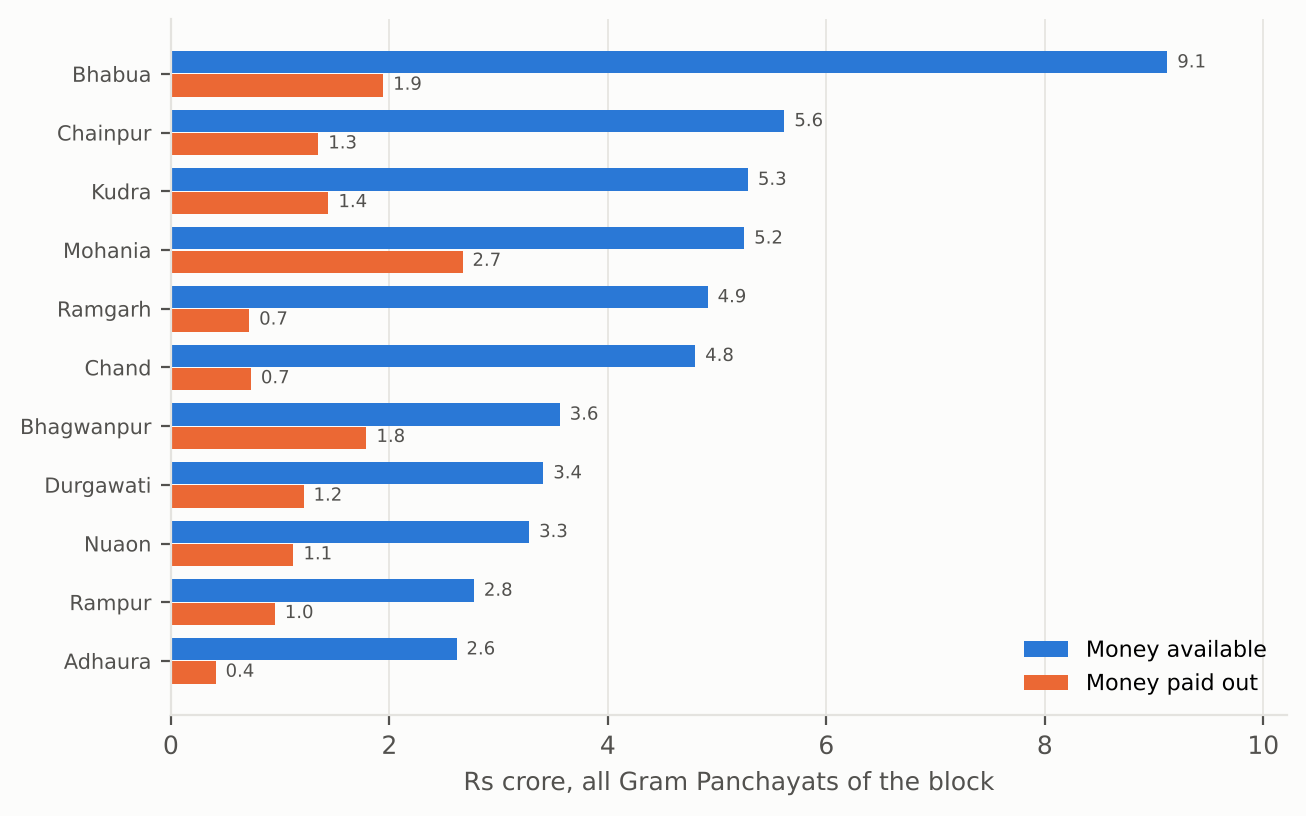 Bhabua
9.1
1.9
Chainpur
5.6
1.3
Kudra
5.3
1.4
Mohania
5.2
2.7
Ramgarh
4.9
0.7
Chand
4.8
0.7
Bhagwanpur
3.6
1.8
Durgawati
3.4
1.2
Nuaon
3.3
1.1
Rampur
2.8
1.0
Adhaura
2.6
0.4
Money available
Money paid out
0 2 4 6 8 10
Rs crore, all Gram Panchayats of the block